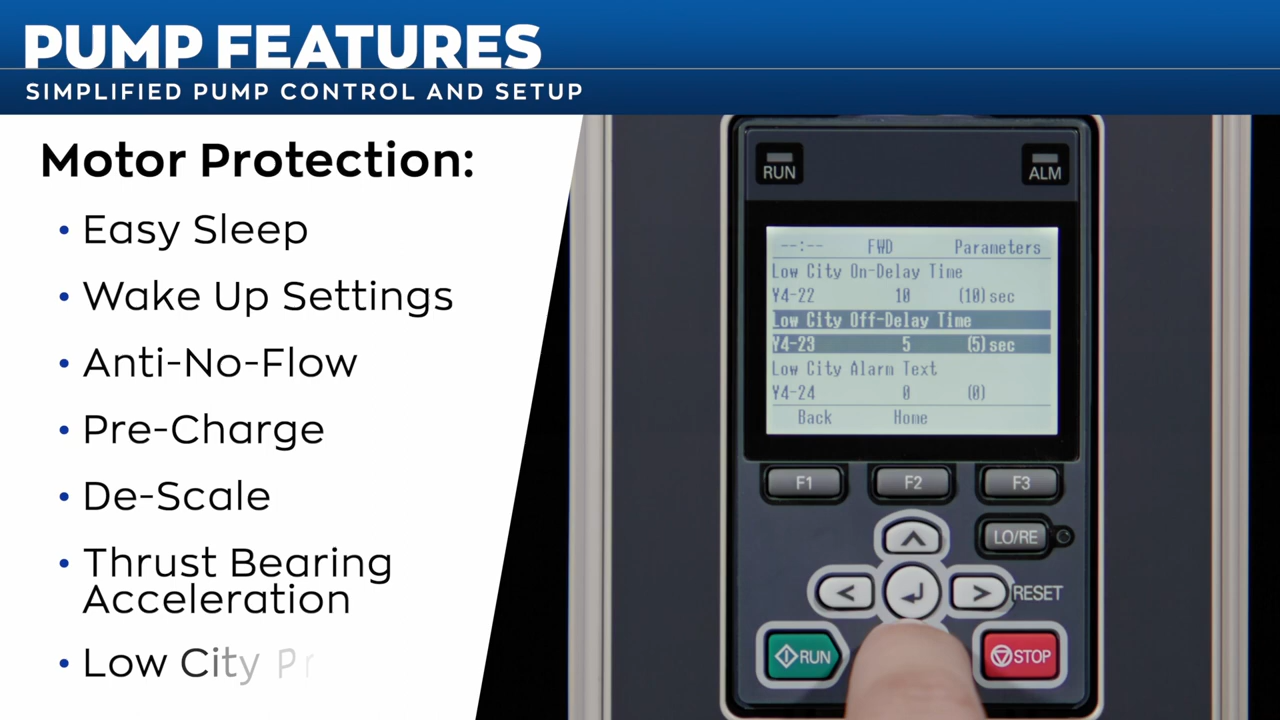 PUMP FEATURES
SIMPLIFIED PUMP CONTROL AND SETUP
Motor Protection:
• Easy Sleep
• Wake Up Settings
• Anti-No-Flow
• Pre-Charge
• De-Scale
• Thrust Bearing
Acceleration
• Low City Pr
RUN
ALM
--:-- FWD Parameters
Low City On-Delay Time
Y4-22 10 (10) sec
Low City Off-Delay Time
Y4-23 5 (5) sec
Low City Alarm Text
Y4-24 0 (0)
Back Home
F1 F2 F3
LO/RE
RESET
RUN
STOP